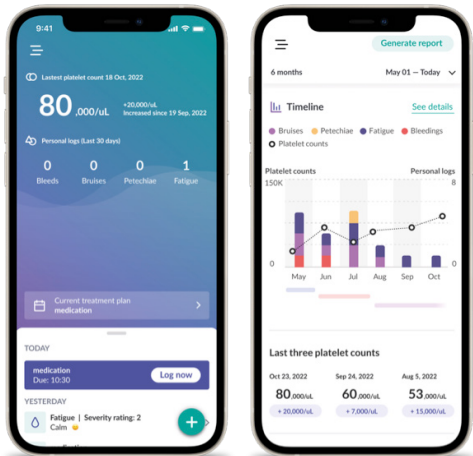 9:41
Lastest platelet count 18 Oct, 2022
80 ,000/uL
+20,000/uL
Increased since 19 Sep, 2022
Personal logs (Last 30 days)
0 0 0 1
Bleeds Bruises Petechiae Fatigue
Current treatment plan
medication
TODAY
medication
Due: 10:30
Log now
YESTERDAY
Fatigue | Severity rating: 2
Calm
+
Generate report
6 months May 01 — Today
Timeline See details
Bruises Petechiae Fatigue Bleedings
Platelet counts
Platelet counts Personal logs
150K 8
0 0
May Jun Jul Aug Sep Oct
Last three platelet counts
Oct 23, 2022 Sep 24, 2022 Aug 5, 2022
80,000/uL 60,000/uL 53,000/uL
+ 20,000/uL + 7,000/uL + 15,000/uL